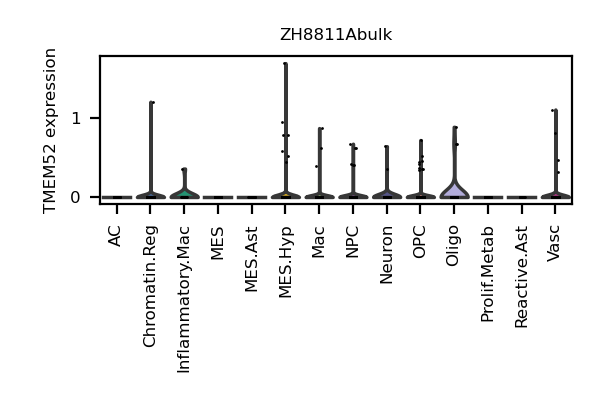 ZH8811Abulk
TMEM52 expression
1
0
AC
Chromatin.Reg
Inflammatory.Mac
MES
MES.Ast
MES.Hyp
Mac
NPC
Neuron
OPC
Oligo
Prolif.Metab
Reactive.Ast
Vasc